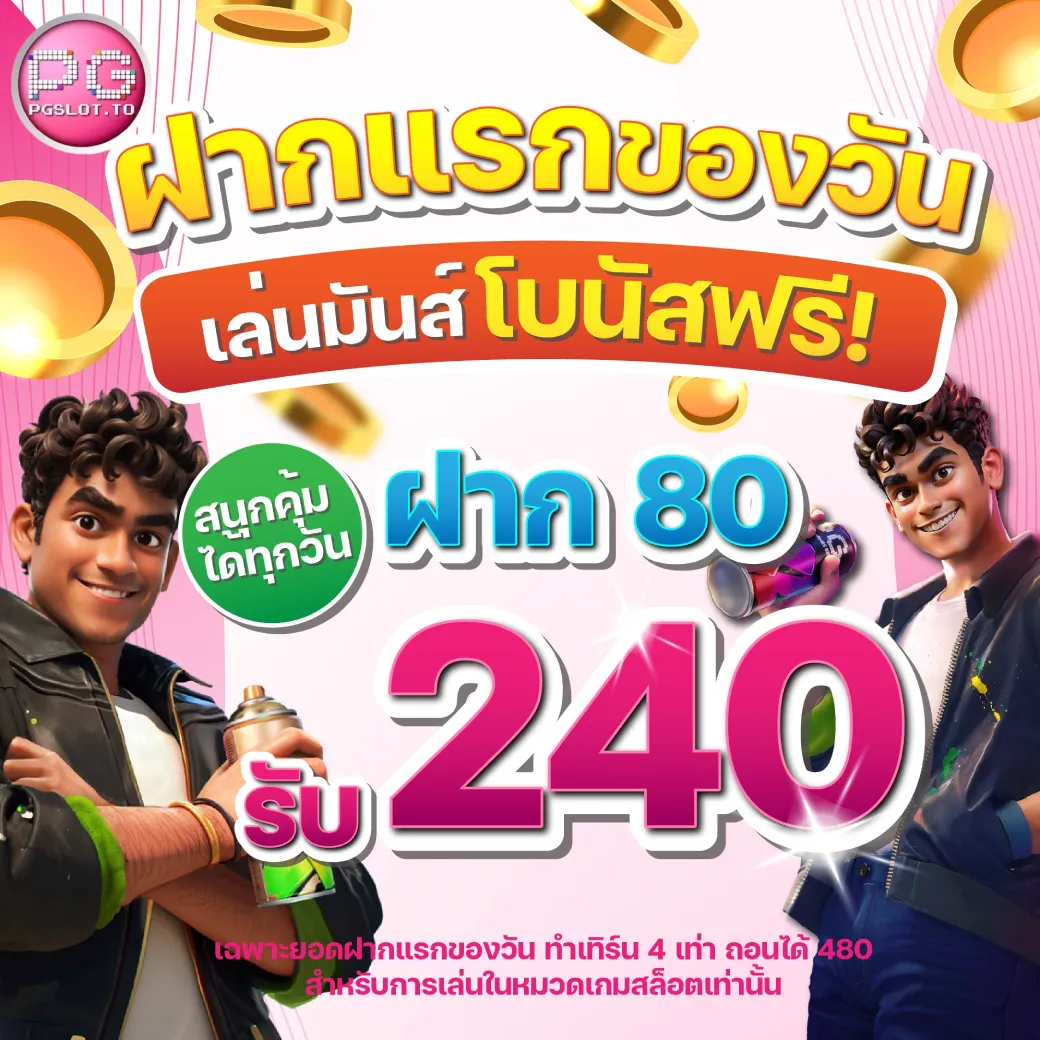 PG
PGSLOT.TO
ฝากแรกของวัน
เล่นมันส์ โบนัสฟรี!
สนุกคุ้ม
ได้ทุกวัน
ฝาก 80
รับ 240
เฉพาะยอดฝากแรกของวัน ทำเทิร์น 4 เท่า ถอนได้ 480
สำหรับการเล่นในหมวดเกมสล็อตเท่านั้น